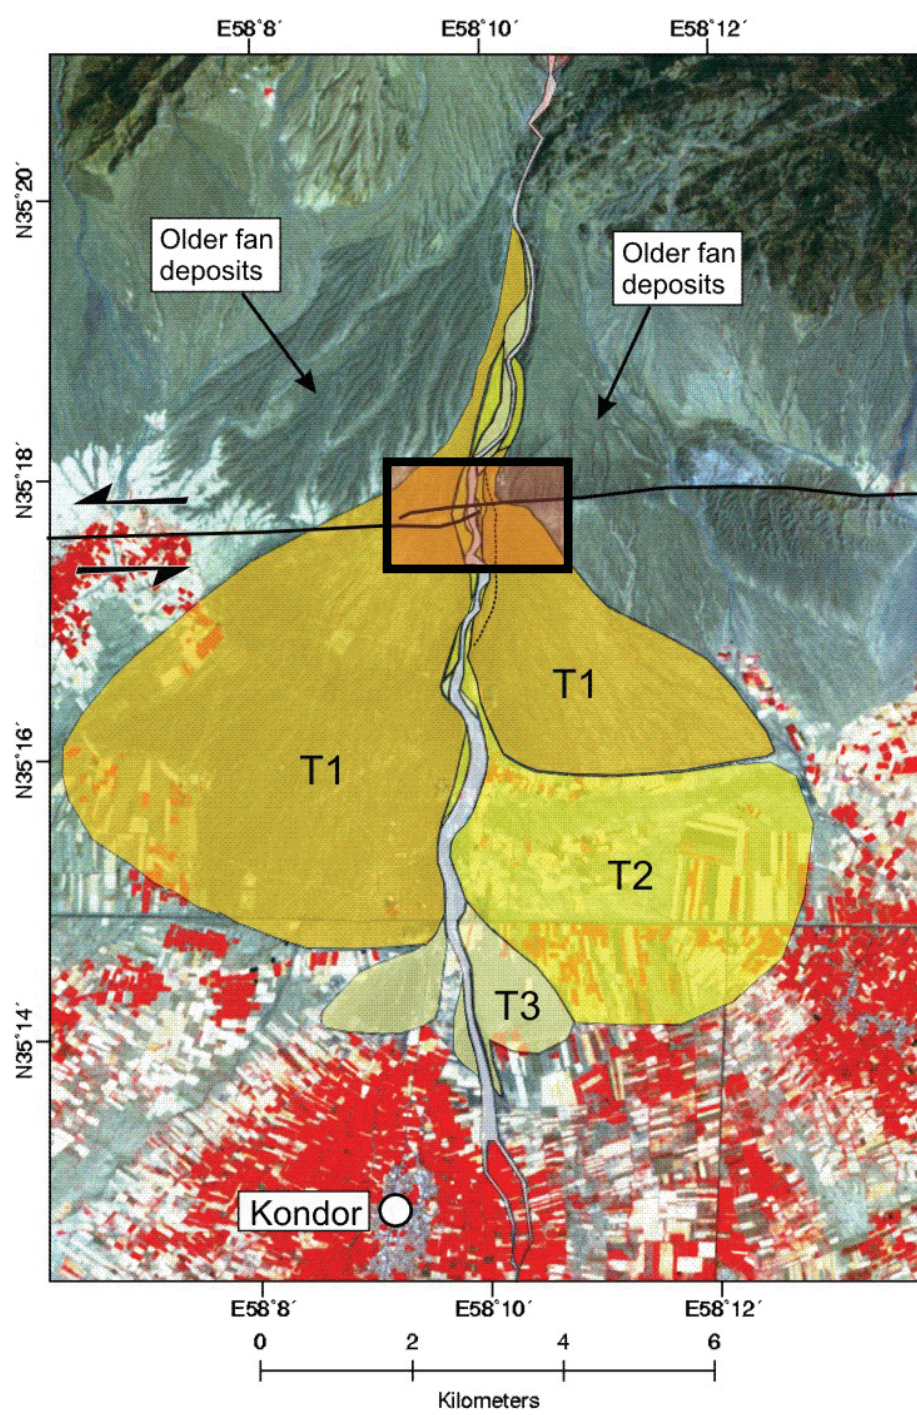 E58°8´ E58°10´ E58°12´
N35°20´
Older fan
deposits
Older fan
deposits
N35°18´
T1
T1
N35°16´
T2
T3
N35°14´
Kondor
E58°8´ E58°10´ E58°12´
0 2 4 6
Kilometers